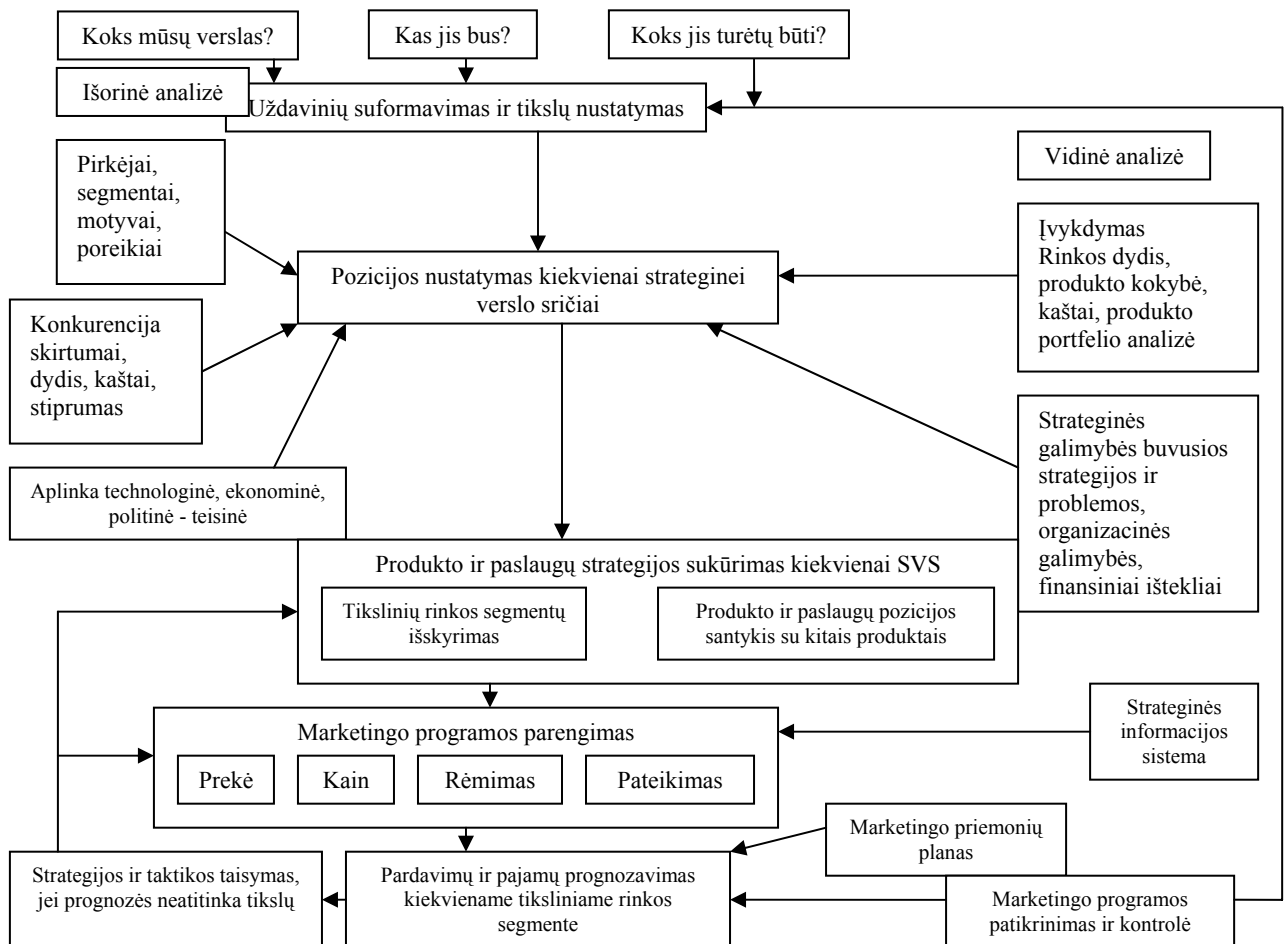 Koks mūsų verslas?
Kas jis bus?
Koks jis turėtų būti?
Išorinė analizė
Uždavinių suformavimas ir tikslų nustatymas
Vidinė analizė
Pirkėjai,
segmentai,
motyvai,
poreikiai
Įvykdymas
Rinkos dydis,
produkto kokybė,
kaštai, produkto
portfelio analizė
Pozicijos nustatymas kiekvienai strateginei
verslo sričiai
Konkurencija
skirtumai,
dydis, kaštai,
stiprumas
Strateginės
galimybės buvusios
strategijos ir
problemos,
organizacinės
galimybės,
finansiniai ištekliai
Aplinka technologinė, ekonominė,
politinė - teisinė
Produkto ir paslaugų strategijos sukūrimas kiekvienai SVS
Tikslinių rinkos segmentų
išskyrimas
Produkto ir paslaugų pozicijos
santykis su kitais produktais
Marketingo programos parengimas
Prekė
Kain
Rėmimas
Pateikimas
Strateginės
informacijos
sistema
Marketingo priemonių
planas
Strategijos ir taktikos taisymas,
jei prognozės neatitinka tikslų
Pardavimų ir pajamų prognozavimas
kiekviename tiksliniame rinkos
segmente
Marketingo programos
patikrinimas ir kontrolė